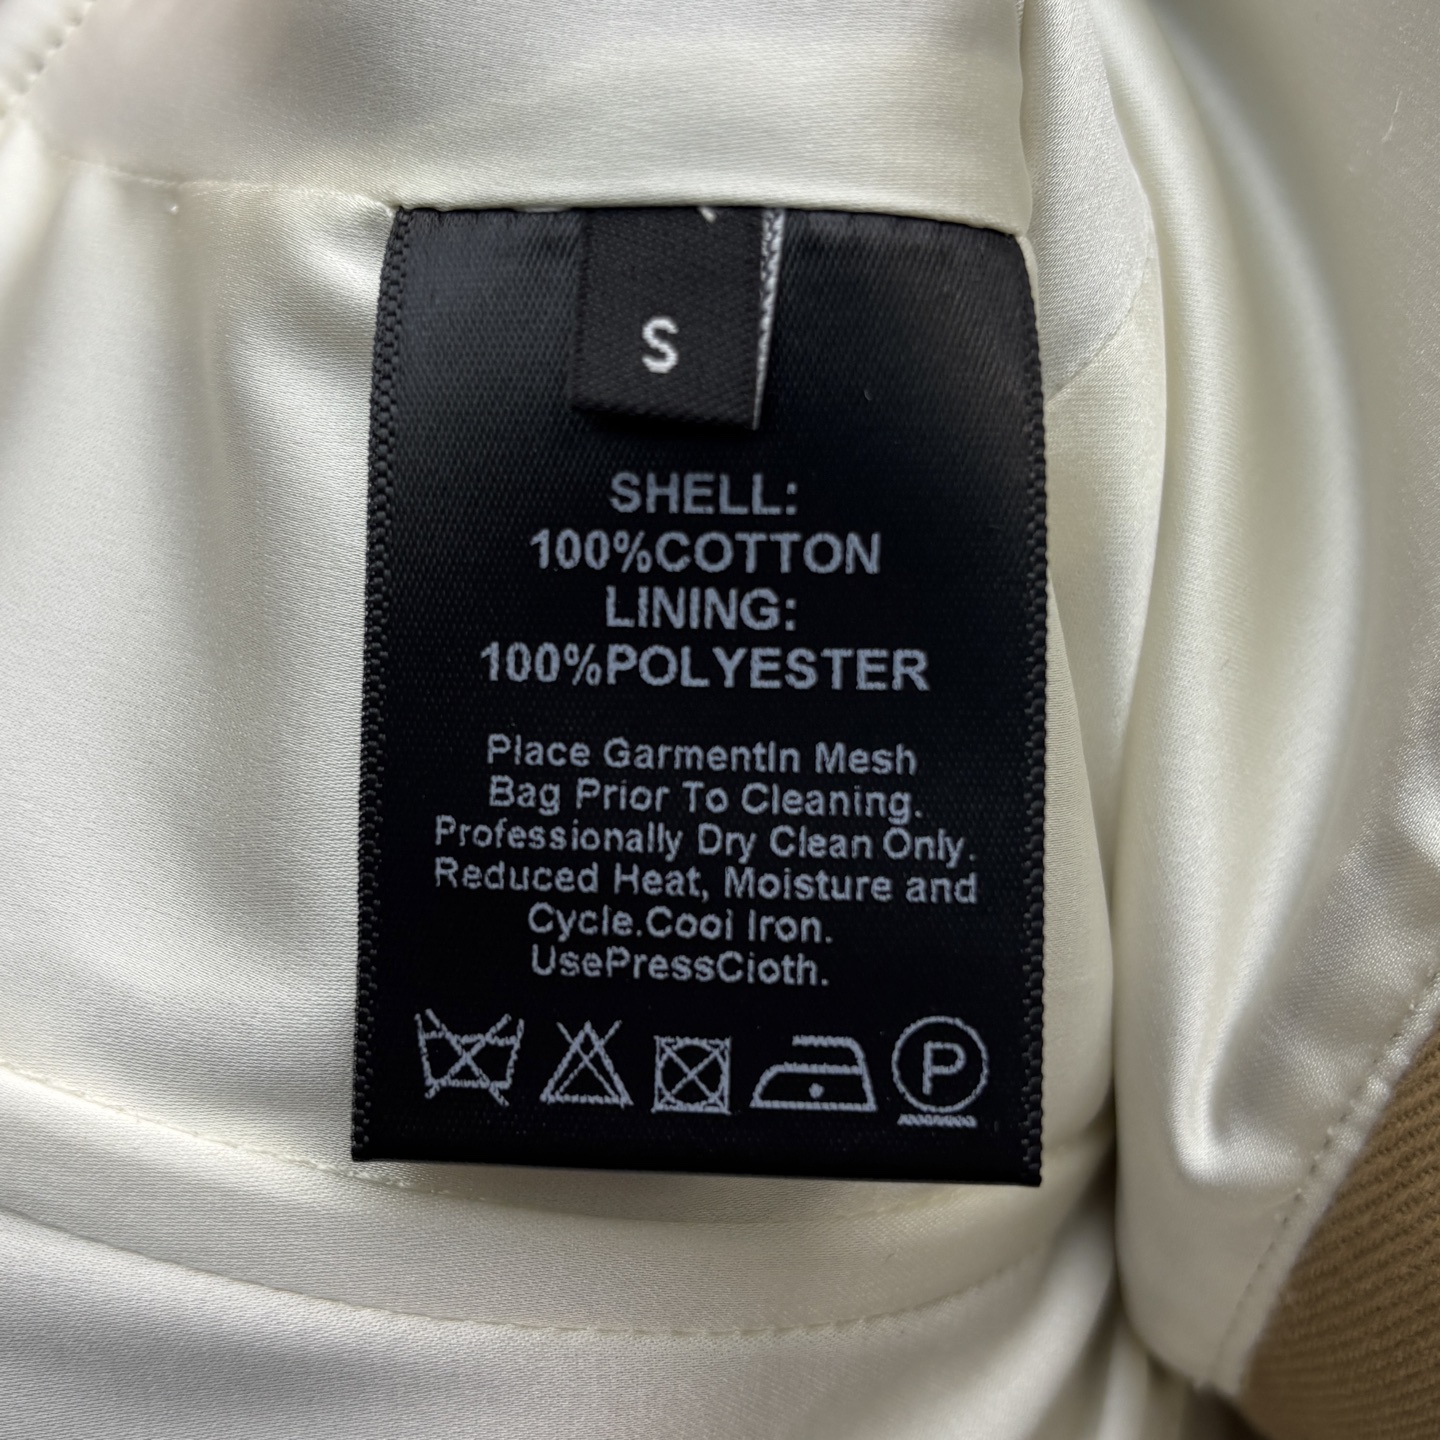 S
SHELL:
100%COTTON
LINING:
100%POLYESTER
Place GarmentIn Mesh
Bag Prior To Cleaning.
Professionally Dry Clean Only.
Reduced Heat, Moisture and
Cycle.Cool Iron.
UsePressCloth.
P